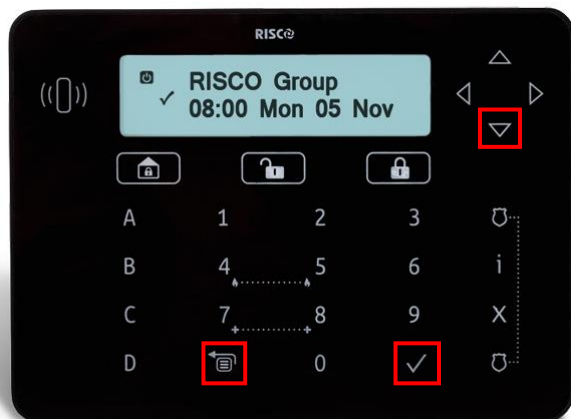 RISCO
RISCO Group
08:00 Mon 05 Nov
A 1 2 3
B 4 5 6 i
C 7 8 9 X
D 0